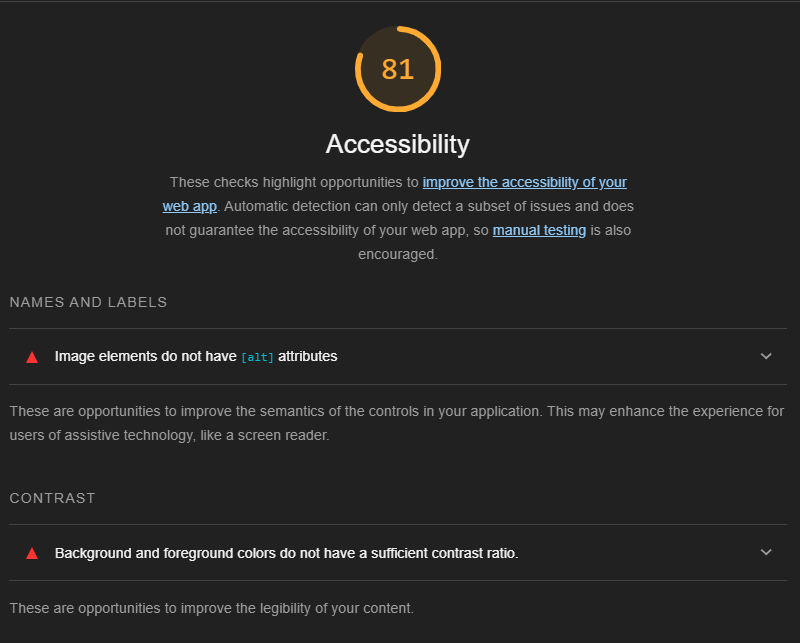 81
Accessibility
These checks highlight opportunities to improve the accessibility of your
web app. Automatic detection can only detect a subset of issues and does
not guarantee the accessibility of your web app, so manual testing is also
encouraged.
NAMES AND LABELS
Image elements do not have [alt] attributes
These are opportunities to improve the semantics of the controls in your application. This may enhance the experience for
users of assistive technology, like a screen reader.
CONTRAST
Background and foreground colors do not have a sufficient contrast ratio.
These are opportunities to improve the legibility of your content.